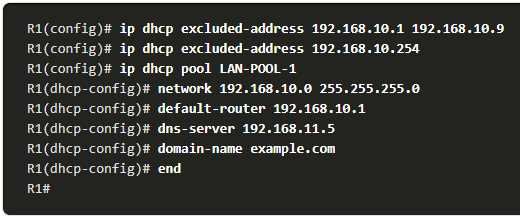 R1(config)# ip dhcp excluded-address 192.168.10.1 192.168.10.9
R1(config)# ip dhcp excluded-address 192.168.10.254
R1(config)# ip dhcp pool LAN-POOL-1
R1(dhcp-config)# network 192.168.10.0 255.255.255.0
R1(dhcp-config)# default-router 192.168.10.1
R1(dhcp-config)# dns-server 192.168.11.5
R1(dhcp-config)# domain-name example.com
R1(dhcp-config)# end
R1#